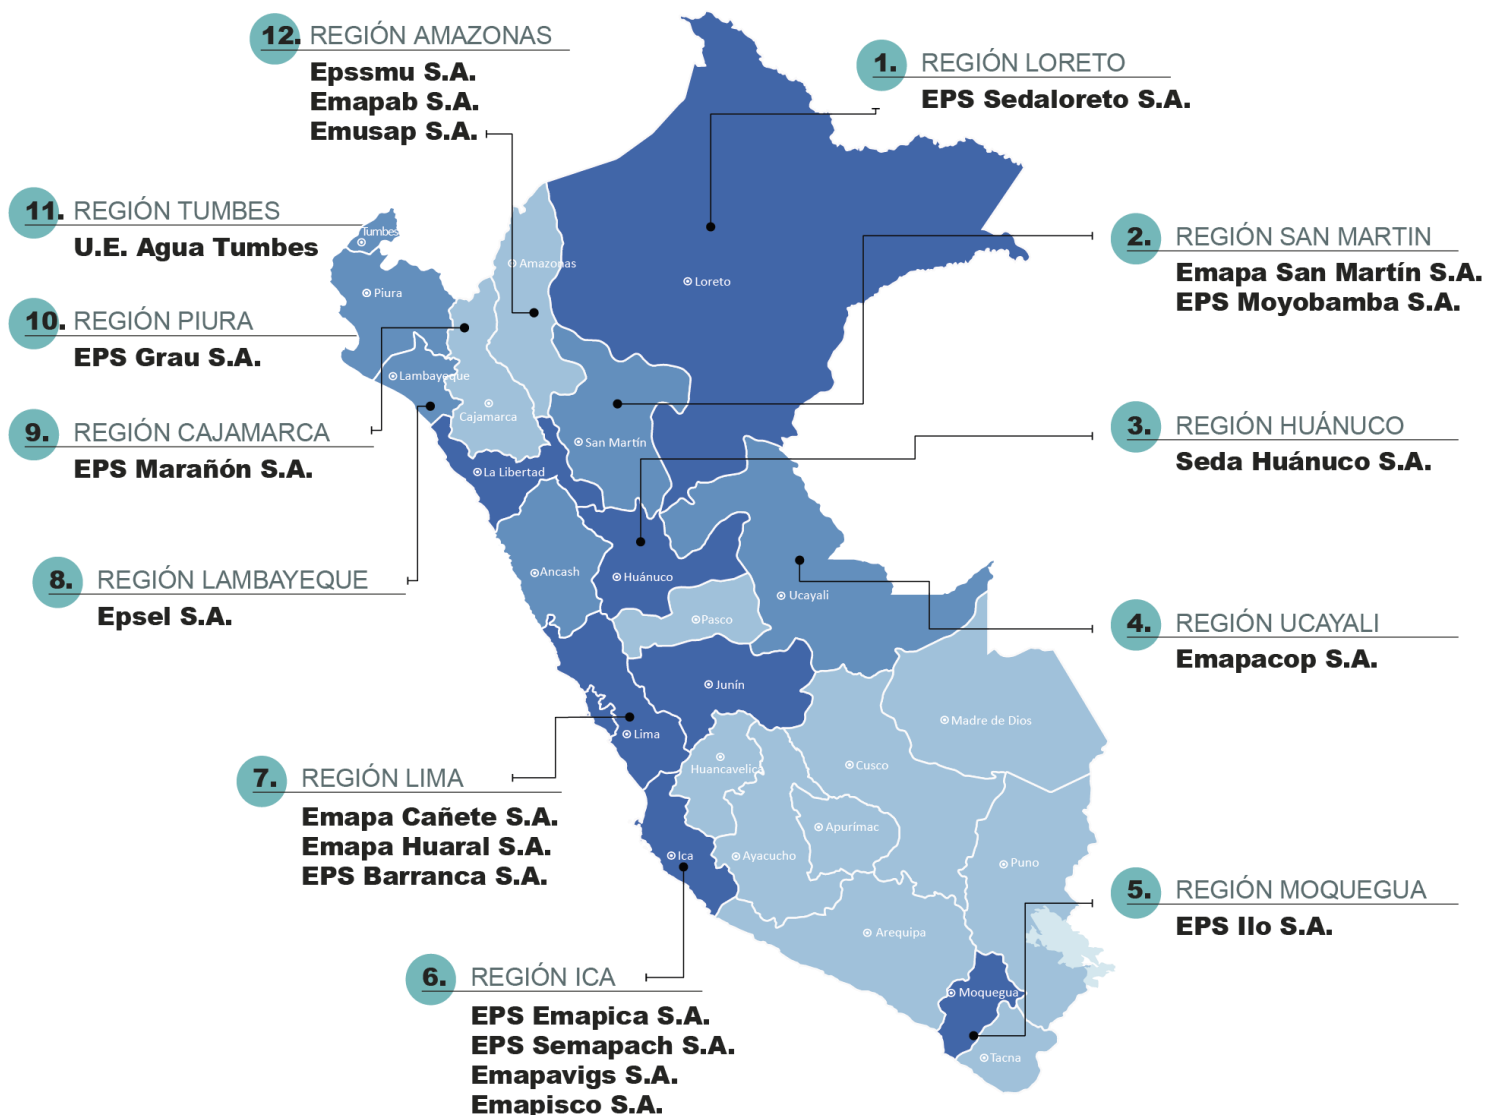 12. REGIÓN AMAZONAS
Epssmu S.A.
Emapab S.A.
Emusap S.A.
1. REGIÓN LORETO
EPS Sedaloreto S.A.
11. REGIÓN TUMBES
U.E. Agua Tumbes
2. REGIÓN SAN MARTIN
Emapa San Martín S.A.
EPS Moyobamba S.A.
10. REGIÓN PIURA
EPS Grau S.A.
9. REGIÓN CAJAMARCA
EPS Marañón S.A.
3. REGIÓN HUÁNUCO
Seda Huánuco S.A.
8. REGIÓN LAMBAYEQUE
Epsel S.A.
4. REGIÓN UCAYALI
Emapacop S.A.
7. REGIÓN LIMA
Emapa Cañete S.A.
Emapa Huaral S.A.
EPS Barranca S.A.
5. REGIÓN MOQUEGUA
EPS Ilo S.A.
6. REGIÓN ICA
EPS Emapica S.A.
EPS Semapach S.A.
Emapavigs S.A.
Emapisco S.A.
Tumbes
Amazonas
Piura
Loreto
Lambayeque
Cajamarca
San Martín
La Libertad
Ancash
Huánuco
Ucayali
Pasco
Junín
Lima
Madre de Dios
Huancavelica
Cusco
Apurimac
Ica
Ayacucho
Puno
Arequipa
Moquegua
Tacna